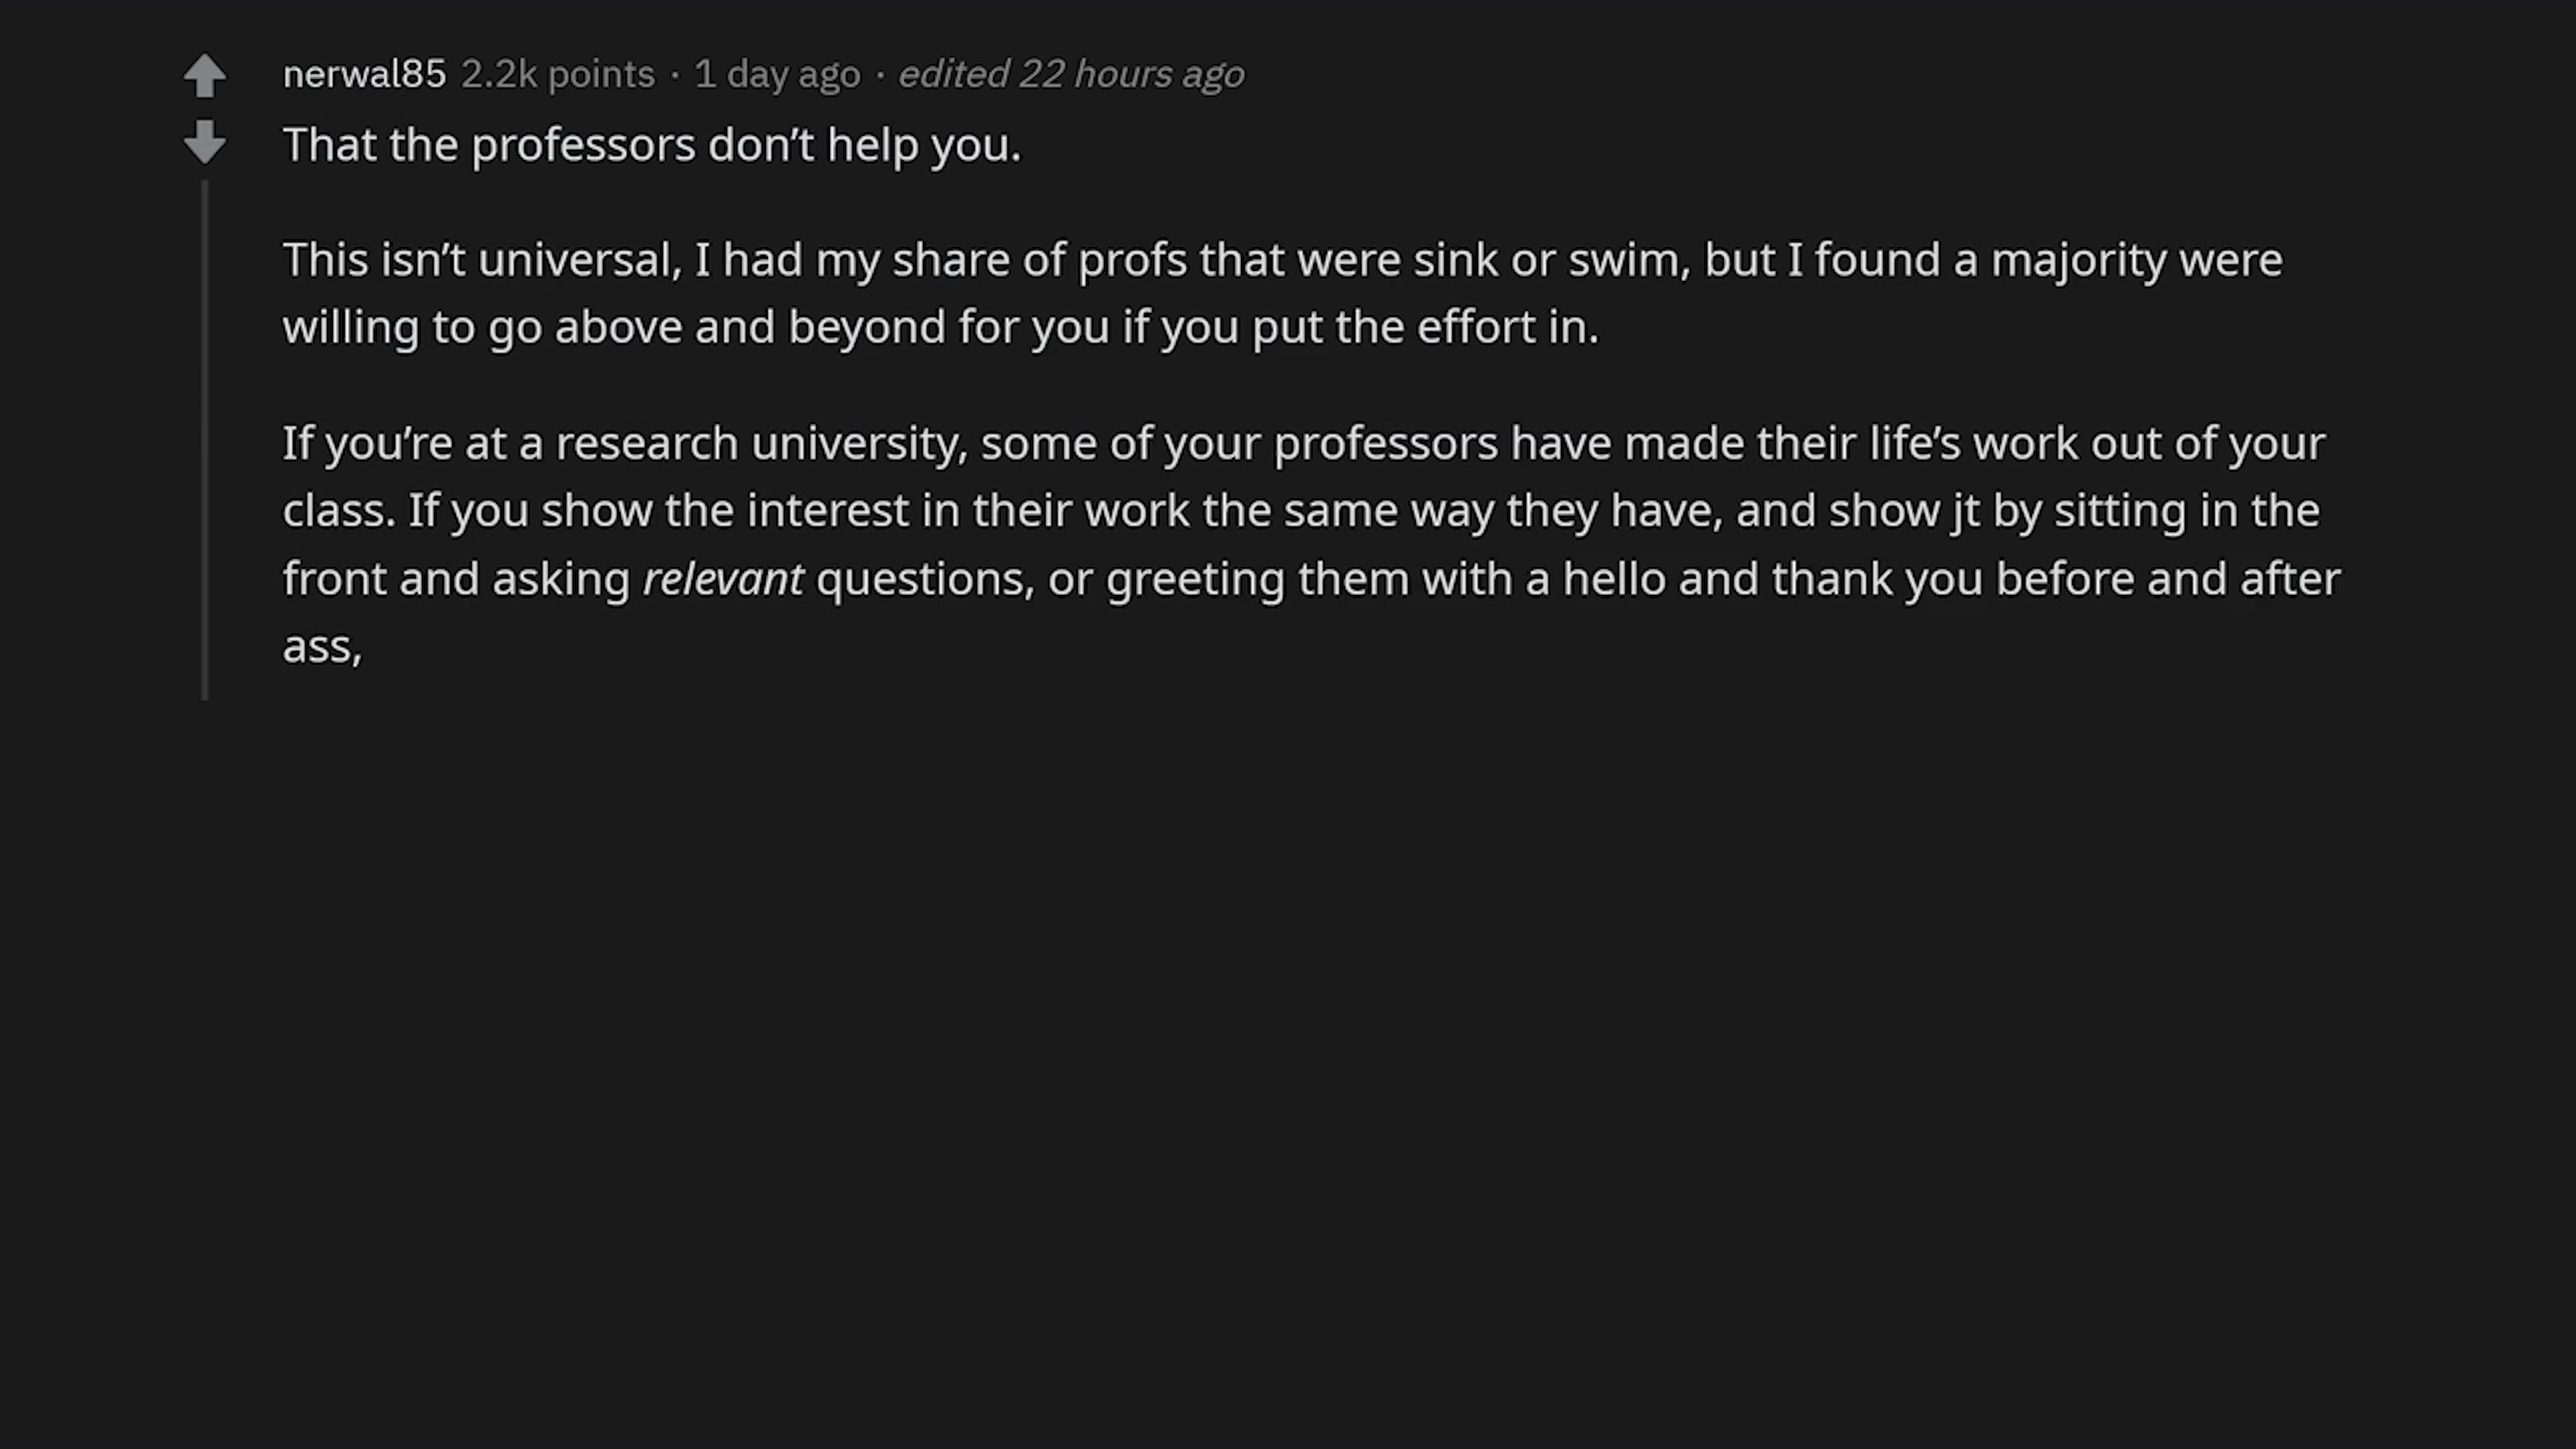 nerwal85 2.2k points · 1 day ago · edited 22 hours ago
That the professors don’t help you.
This isn’t universal, I had my share of profs that were sink or swim, but I found a majority were
willing to go above and beyond for you if you put the effort in.
If you’re at a research university, some of your professors have made their life’s work out of your
class. If you show the interest in their work the same way they have, and show jt by sitting in the
front and asking relevant questions, or greeting them with a hello and thank you before and after
ass,